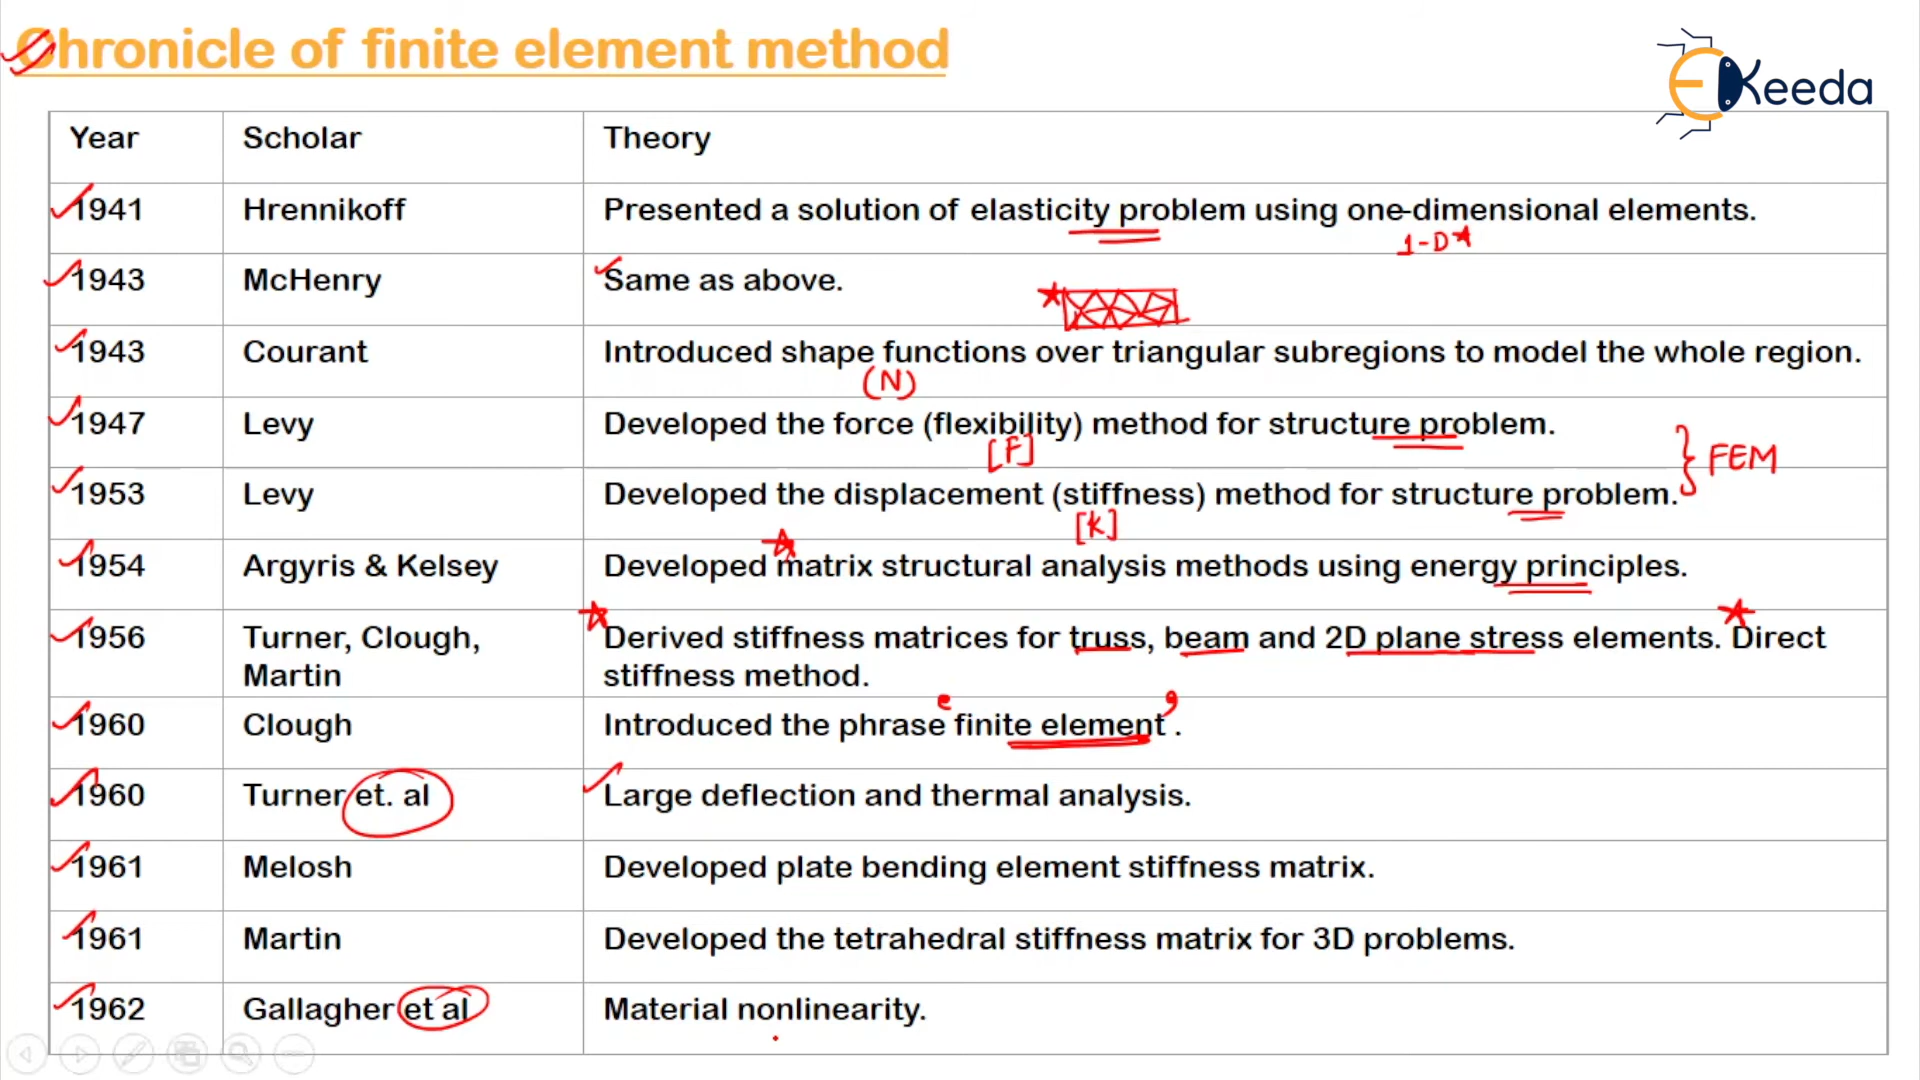 Chronicle of finite element method
EKeeda
Year Scholar Theory
1941 Hrennikoff Presented a solution of elasticity problem using one-dimensional elements.
1-D
1943 McHenry Same as above.
1943 Courant Introduced shape functions over triangular subregions to model the whole region.
(N)
1947 Levy Developed the force (flexibility) method for structure problem.
[F]
} FEM
1953 Levy Developed the displacement (stiffness) method for structure problem.
[K]
1954 Argyris & Kelsey Developed matrix structural analysis methods using energy principles.
1956 Turner, Clough, Derived stiffness matrices for truss, beam and 2D plane stress elements. Direct
Martin stiffness method.
1960 Clough Introduced the phrase ‘finite element’.
1960 Turner et. al Large deflection and thermal analysis.
1961 Melosh Developed plate bending element stiffness matrix.
1961 Martin Developed the tetrahedral stiffness matrix for 3D problems.
1962 Gallagher et al Material nonlinearity.